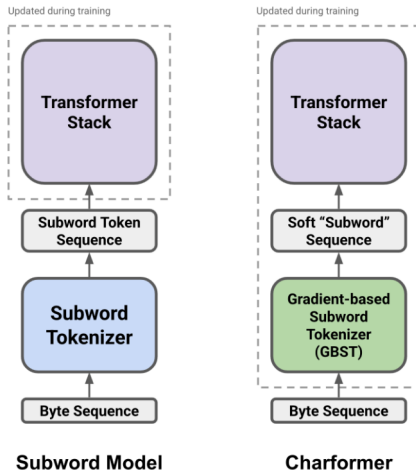 Updated during training
Transformer
Stack
Subword Token
Sequence
Subword
Tokenizer
Byte Sequence
Subword Model
Updated during training
Transformer
Stack
Soft “Subword”
Sequence
Gradient-based
Subword
Tokenizer
(GBST)
Byte Sequence
Charformer